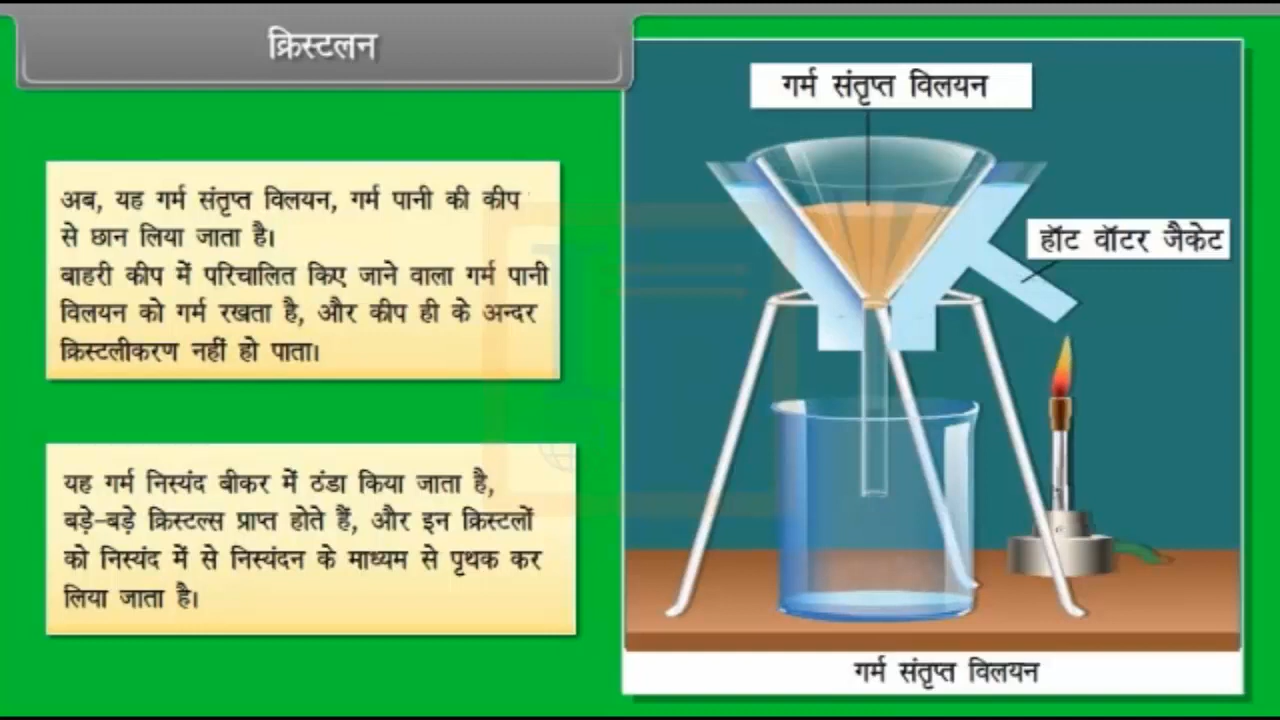 क्रिस्टलन
अब, यह गर्म संतृप्त विलयन, गर्म पानी की कीप
से छान लिया जाता है।
बाहरी कीप में परिचालित किए जाने वाला गर्म पानी
विलयन को गर्म रखता है, और कीप ही के अन्दर
क्रिस्टलीकरण नहीं हो पाता।
यह गर्म निस्यंद बीकर में ठंडा किया जाता है,
बड़े-बड़े क्रिस्टल्स प्राप्त होते हैं, और इन क्रिस्टलों
को निस्यंद में से निस्यंदन के माध्यम से पृथक कर
लिया जाता है।
गर्म संतृप्त विलयन
हॉट वॉटर जैकेट
गर्म संतृप्त विलयन